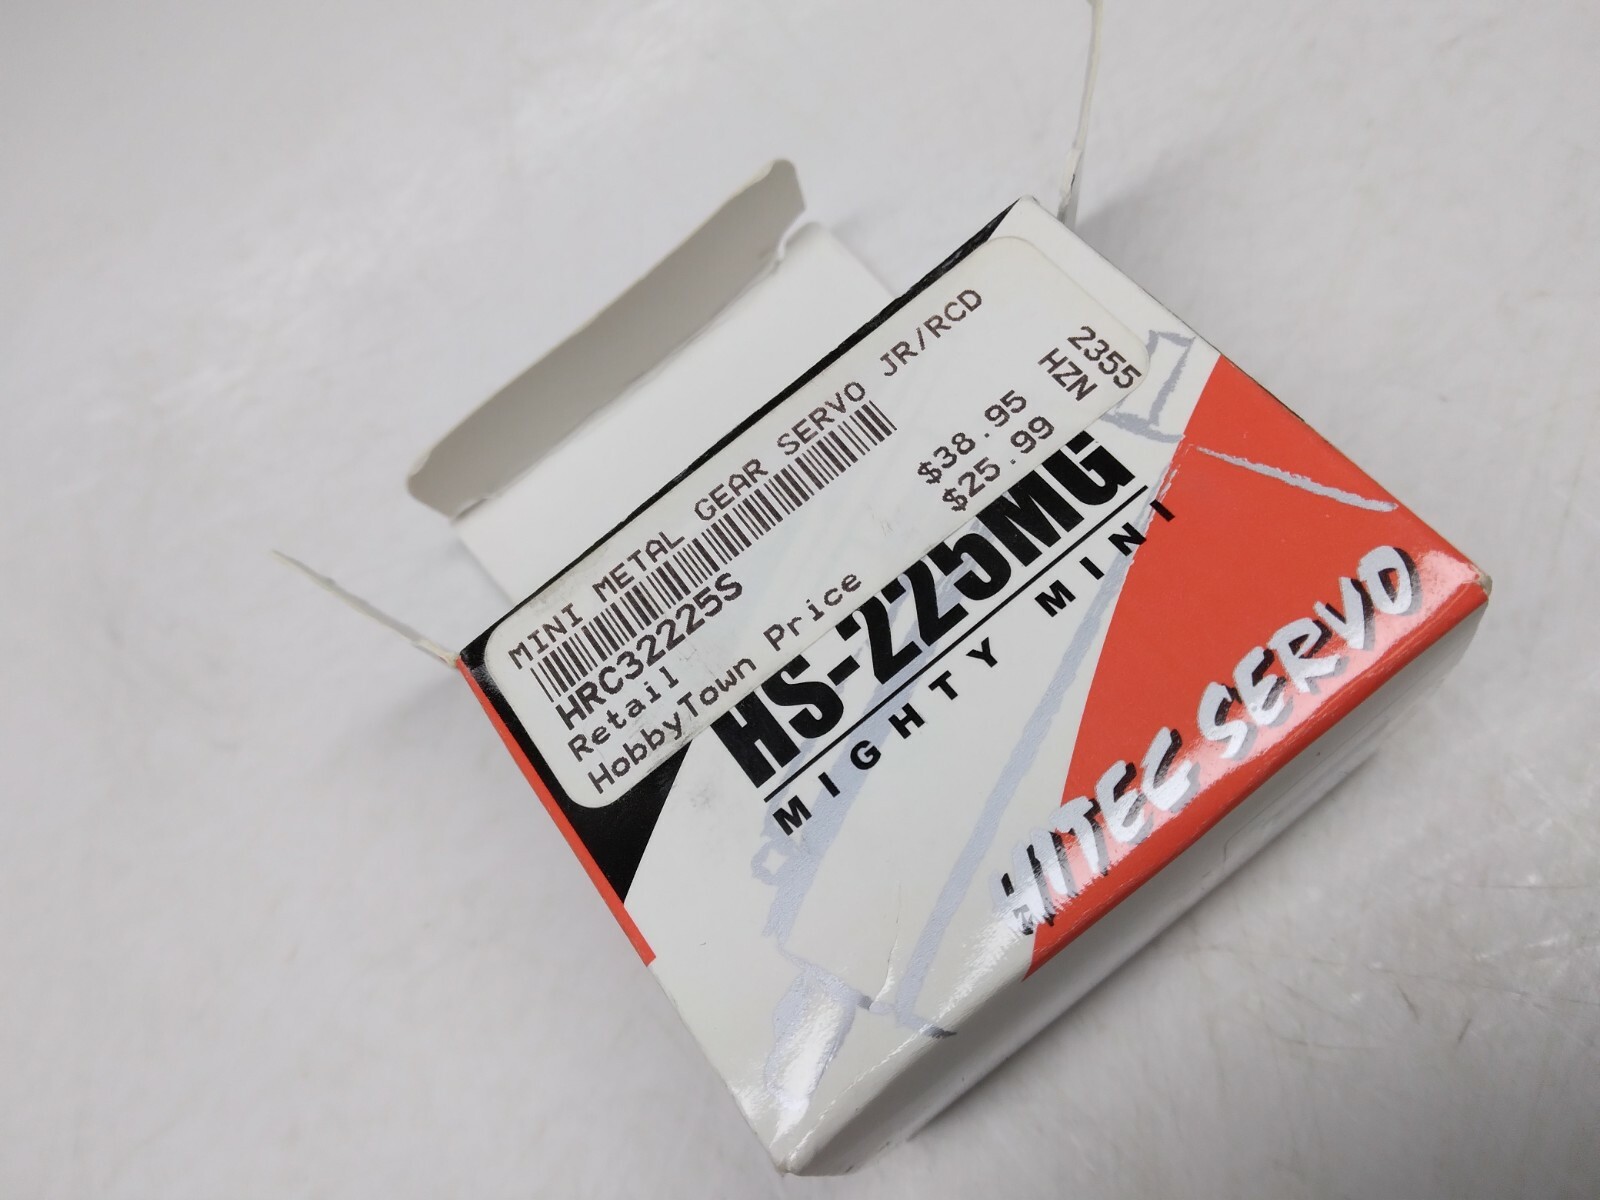 MINI METAL GEAR SERVO JR/RCD
HRC32225S
2355
HZN
Retail $38.95
HobbyTown Price $25.99
HS-225MG
MIGHTY MINI
HITEC SERVO